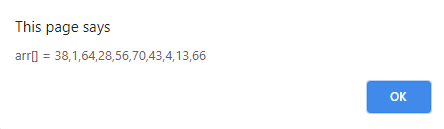 This page says
arr[] = 38,1,64,28,56,70,43,4,13,66
OK